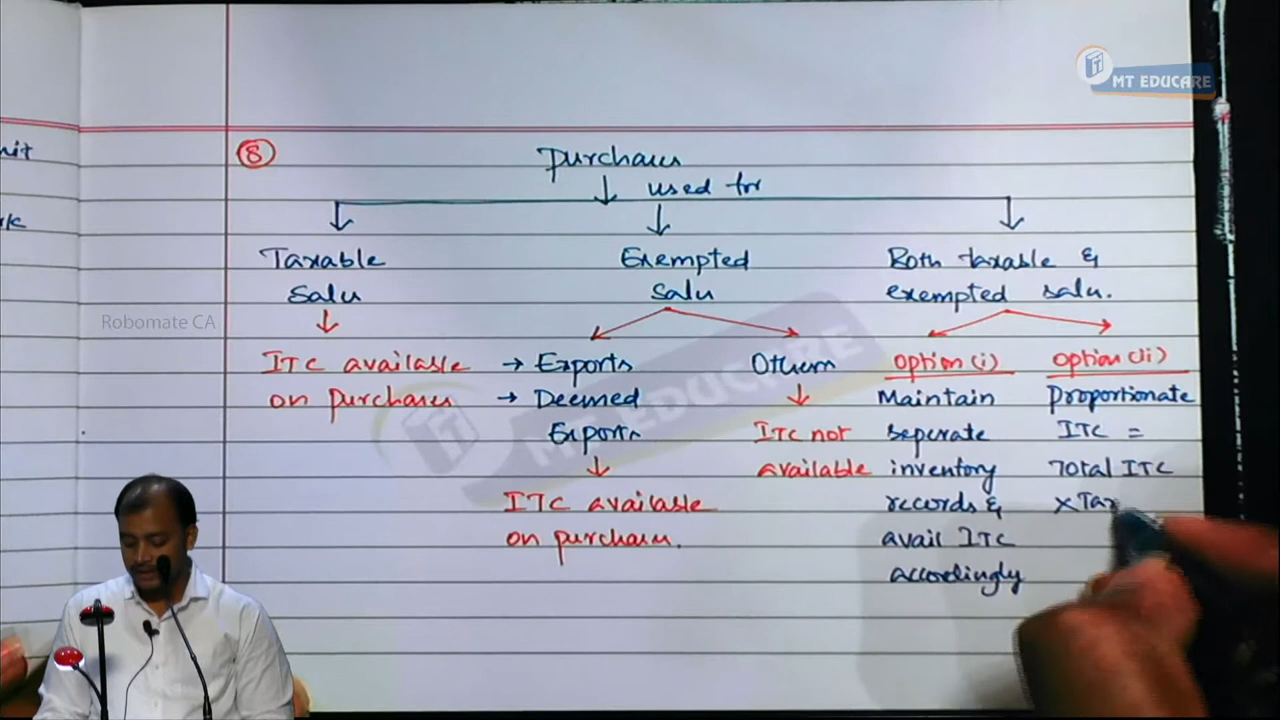 MT EDUCARE
⑧ Purchases
↓ used for
Taxable
Sales
↓
ITC available
on purchases
Exempted
Sales
→ Exports
→ Deemed
Exports
↓
ITC available
on purchases.
Others
↓
ITC not
available
Both taxable &
exempted sales.
Option (i)
Maintain
seperate
inventory
records &
avail ITC
accordingly
Option (ii)
Proportionate
ITC =
Total ITC
x Tax
Robomate CA
MT EDUCARE